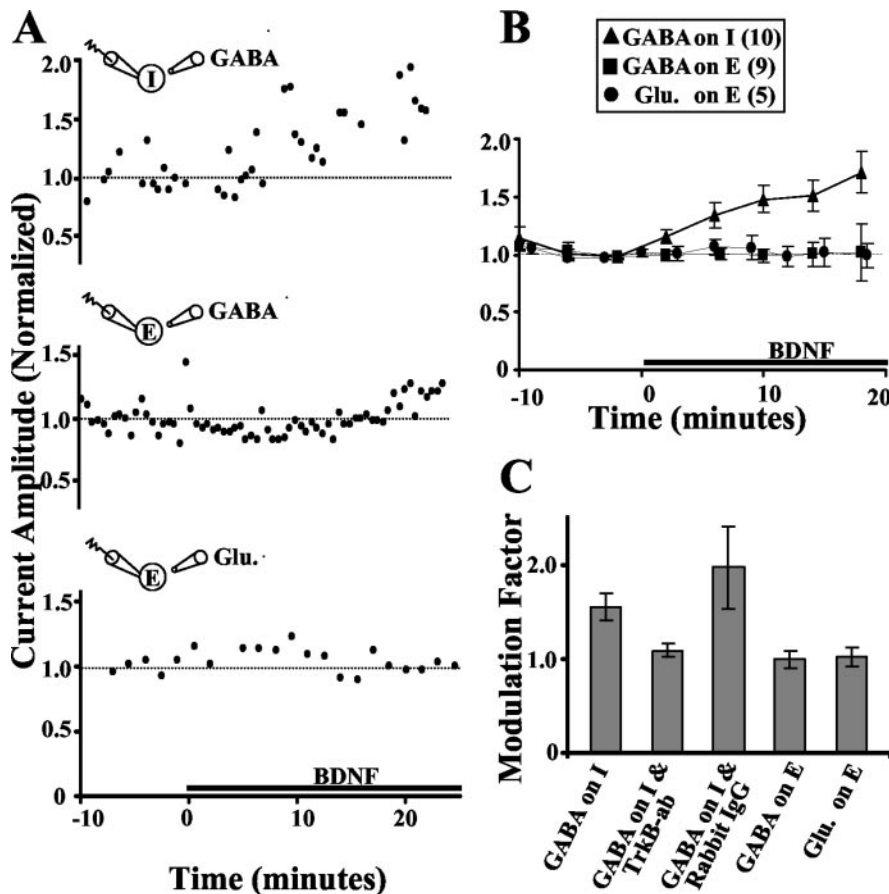 A
I
GABA
2.0
1.0
0.5
E
GABA
1.5
1.0
0.5
E
Glu.
1.5
1.0
0.5
0
BDNF
-10
0
10
20
Time (minutes)
Current Amplitude (Normalized)
B
GABA on I (10)
GABA on E (9)
Glu. on E (5)
2.0
1.5
1.0
0.5
0
BDNF
-10
0
10
20
Time (minutes)
C
Modulation Factor
2.0
1.0
0
GABA on I
GABA on I &
TrkB-ab
GABA on I &
Rabbit IgG
GABA on E
Glu. on E